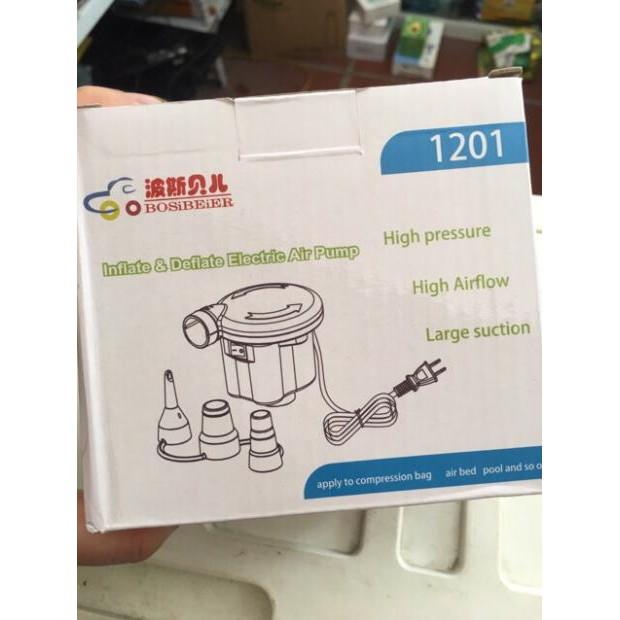 1201
波斯贝儿
BOSiBEiER
Inflate & Deflate Electric Air Pump
High pressure
High Airflow
Large suction
apply to compression bag air bed pool and so o